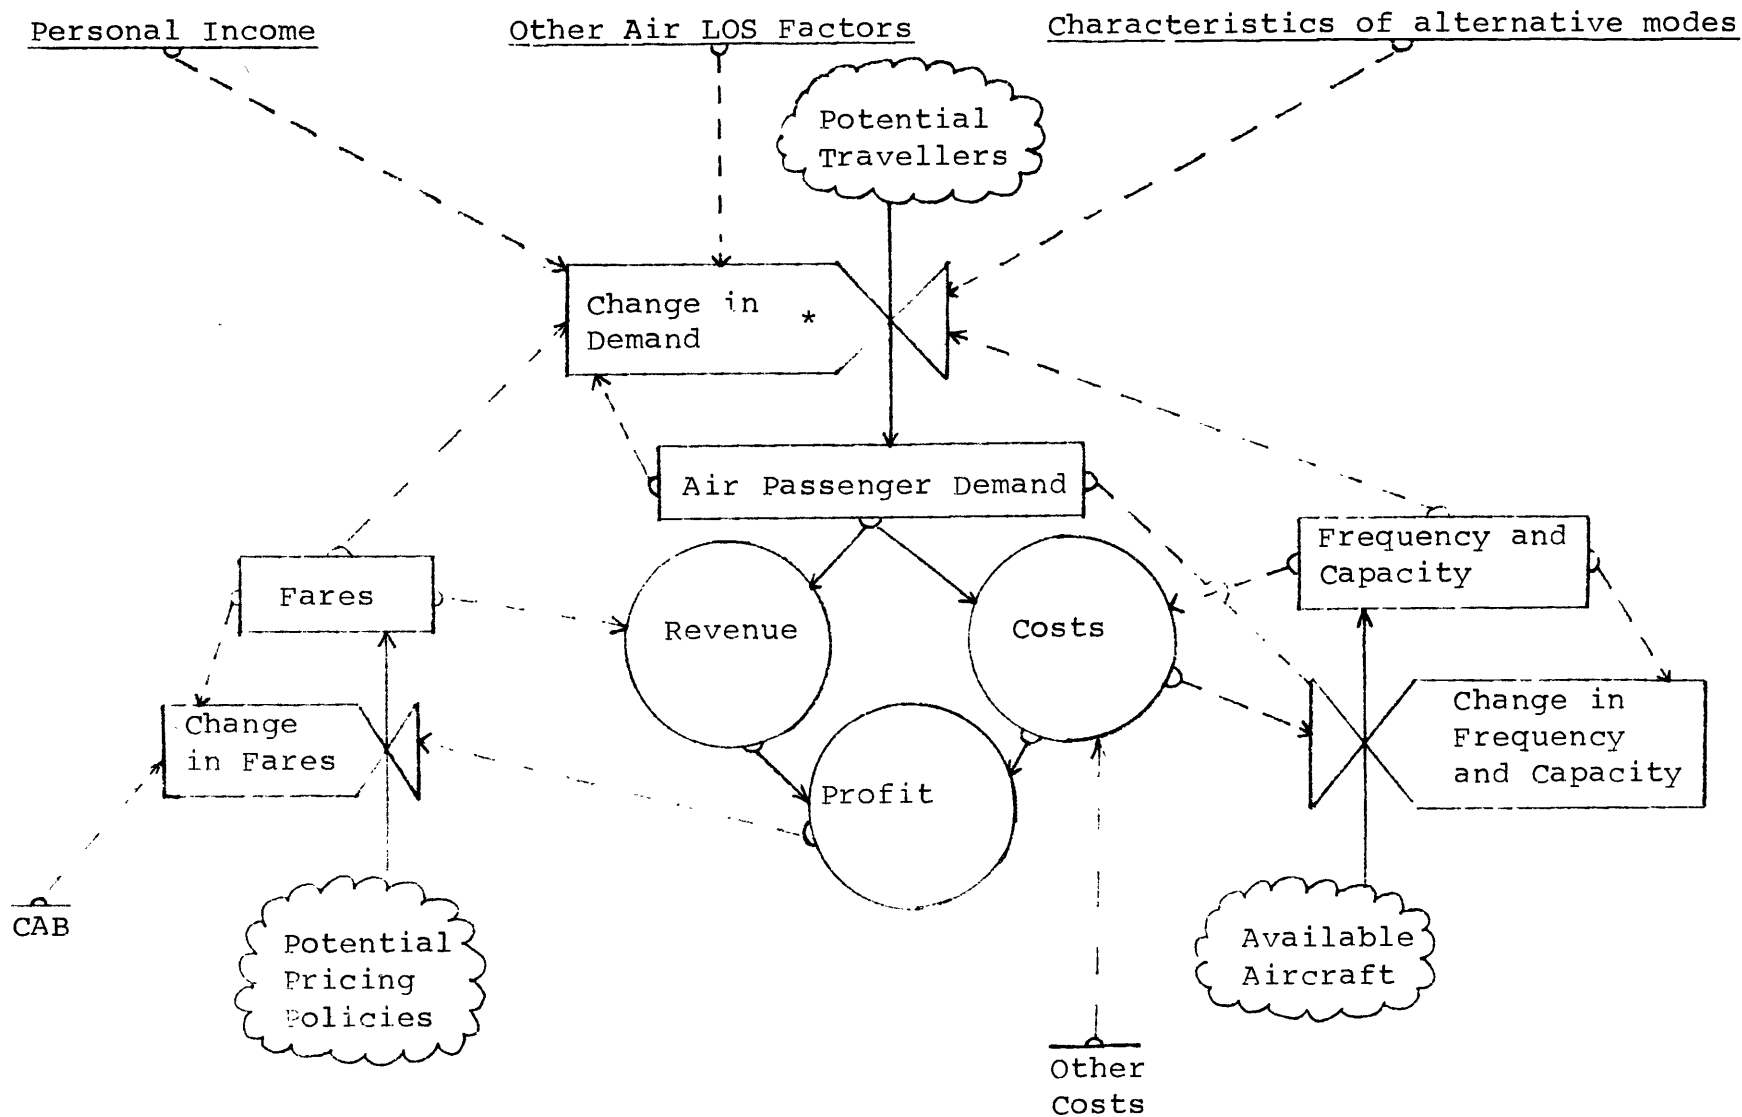 Personal Income
Other Air LOS Factors
Characteristics of alternative modes
Potential
Travellers
Change in
Demand
*
Air Passenger Demand
Frequency and
Capacity
Fares
Revenue
Costs
Change
in Fares
Change in
Frequency
and Capacity
Profit
CAB
Potential
Pricing
Policies
Available
Aircraft
Other
Costs